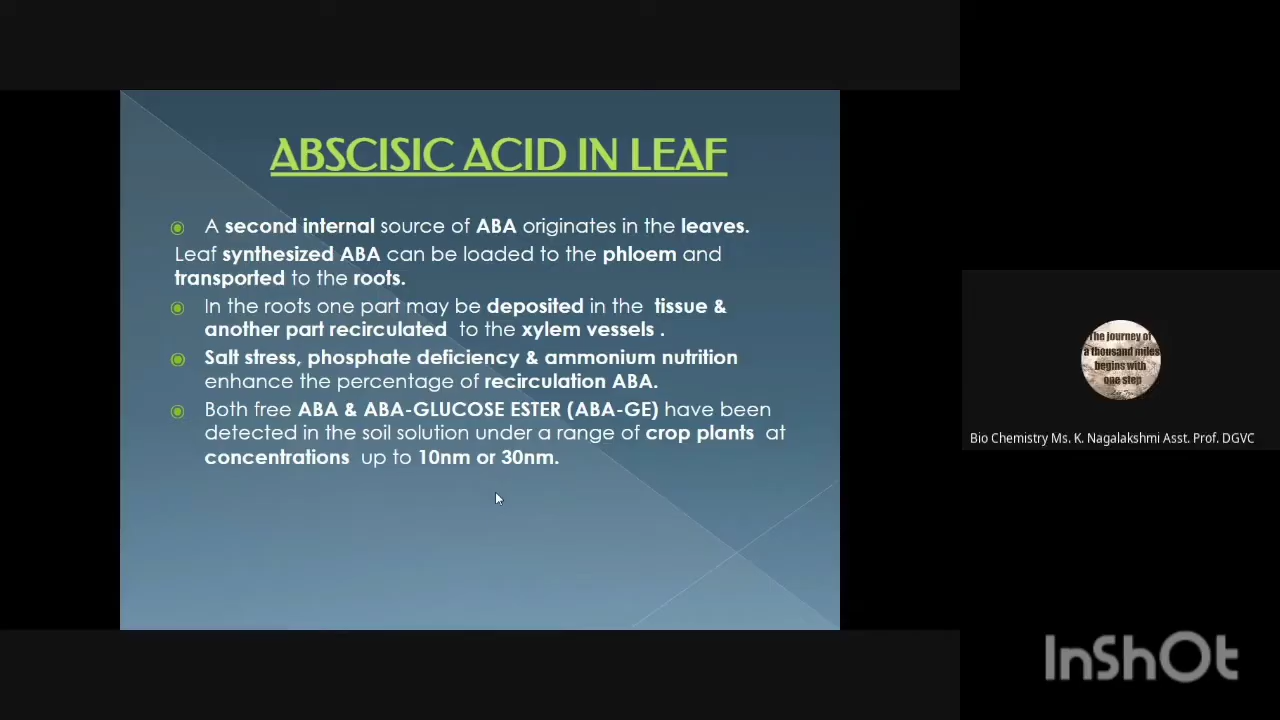 ABSCISIC ACID IN LEAF
A second internal source of ABA originates in the leaves.
Leaf synthesized ABA can be loaded to the phloem and
transported to the roots.
In the roots one part may be deposited in the tissue &
another part recirculated to the xylem vessels .
Salt stress, phosphate deficiency & ammonium nutrition
enhance the percentage of recirculation ABA.
Both free ABA & ABA-GLUCOSE ESTER (ABA-GE) have been
detected in the soil solution under a range of crop plants at
concentrations up to 10nm or 30nm.
The journey of
a thousand miles
begins with
one step
Bio Chemistry Ms. K. Nagalakshmi Asst. Prof. DGVC
InShOt